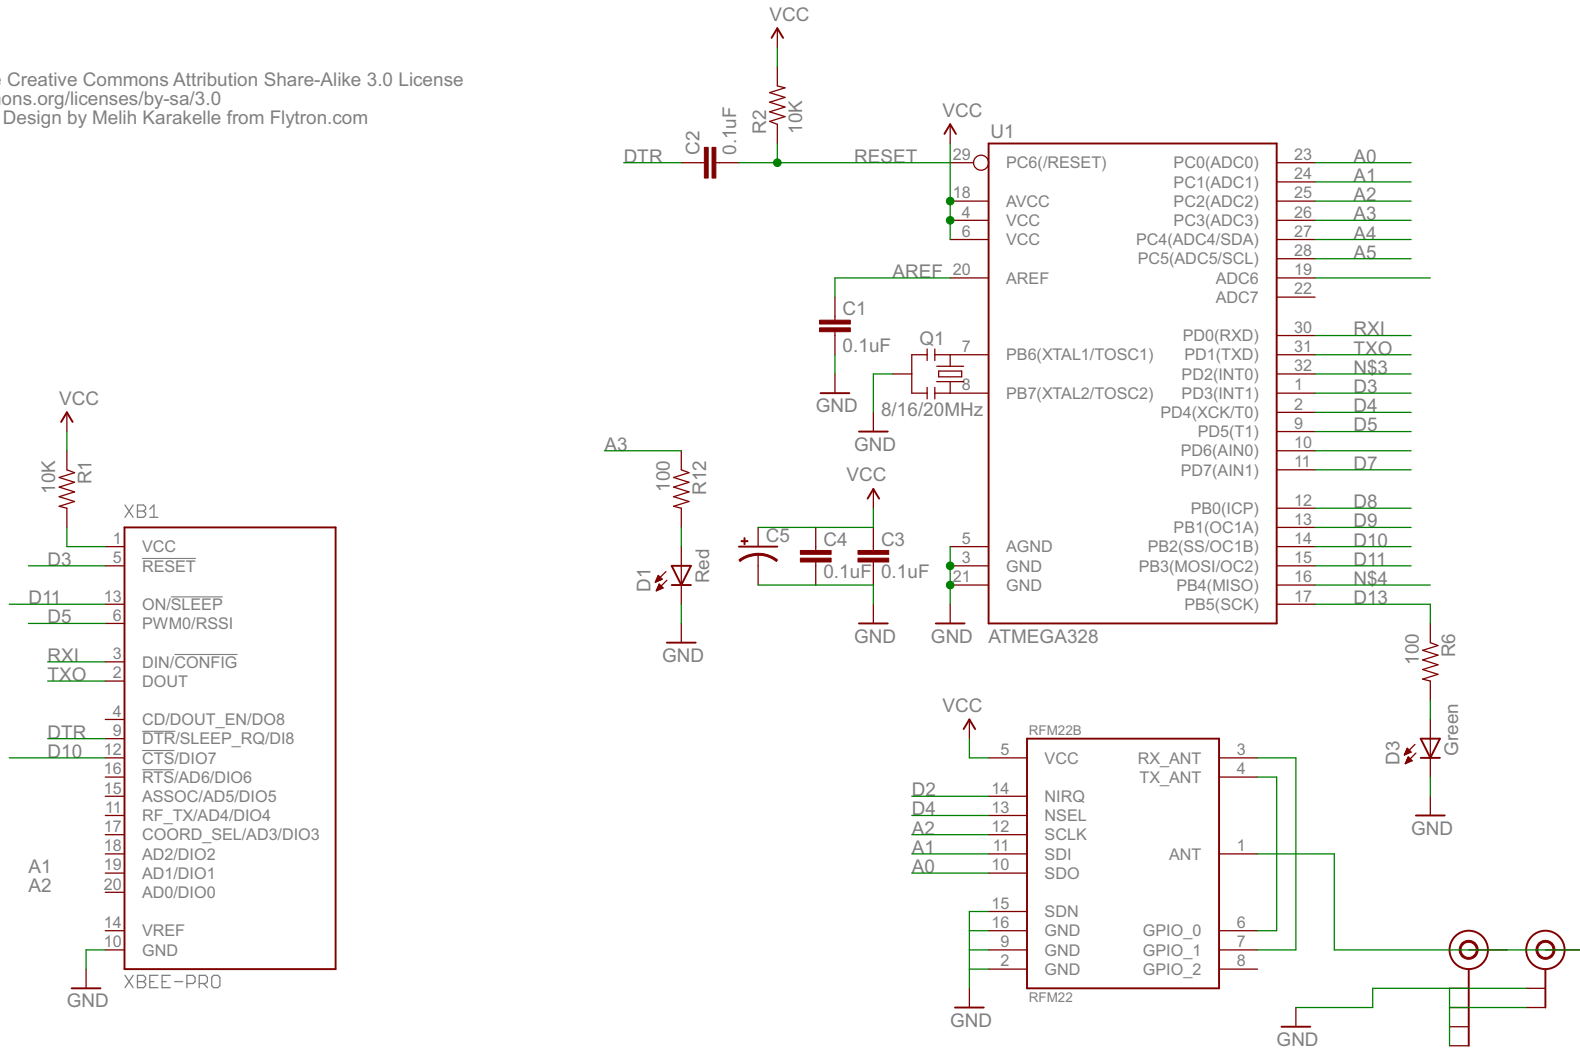 VCC
Creative Commons Attribution Share-Alike 3.0 License
ons.org/licenses/by-sa/3.0
Design by Melih Karakelle from Flytron.com
DTR
C2
0.1uF
R2
10K
RESET
VCC
U1
29 PC6(/RESET)
18 AVCC
4 VCC
6 VCC
AREF 20 AREF
C1
0.1uF
GND
Q1
7 PB6(XTAL1/TOSC1)
8 PB7(XTAL2/TOSC2)
8/16/20MHz
GND
5 AGND
3 GND
21 GND
GND
ATMEGA328
PC0(ADC0) 23 A0
PC1(ADC1) 24 A1
PC2(ADC2) 25 A2
PC3(ADC3) 26 A3
PC4(ADC4/SDA) 27 A4
PC5(ADC5/SCL) 28 A5
ADC6 19
ADC7 22
PD0(RXD) 30 RXI
PD1(TXD) 31 TXO
PD2(INT0) 32 N$3
PD3(INT1) 1 D3
PD4(XCK/T0) 2 D4
PD5(T1) 9 D5
PD6(AIN0) 10
PD7(AIN1) 11 D7
PB0(ICP) 12 D8
PB1(OC1A) 13 D9
PB2(SS/OC1B) 14 D10
PB3(MOSI/OC2) 15 D11
PB4(MISO) 16 N$4
PB5(SCK) 17 D13
100
R6
D3
Green
GND
A3
100
R12
D1
Red
GND
VCC
C5
C4
0.1uF
C3
0.1uF
GND
VCC
10K
R1
XB1
1 VCC
D3 5 RESET
D11 13 ON/SLEEP
D5 6 PWM0/RSSI
RXI 3 DIN/CONFIG
TXO 2 DOUT
4 CD/DOUT_EN/DO8
DTR 9 DTR/SLEEP_RQ/DI8
D10 12 CTS/DIO7
16 RTS/AD6/DIO6
15 ASSOC/AD5/DIO5
11 RF_TX/AD4/DIO4
17 COORD_SEL/AD3/DIO3
18 AD2/DIO2
A1 19 AD1/DIO1
A2 20 AD0/DIO0
14 VREF
10 GND
XBEE-PRO
GND
VCC
RFM22B
5 VCC
D2 14 NIRQ
D4 13 NSEL
A2 12 SCLK
A1 11 SDI
A0 10 SDO
15 SDN
16 GND
9 GND
2 GND
RX_ANT 3
TX_ANT 4
ANT 1
GPIO_0 6
GPIO_1 7
GPIO_2 8
RFM22
GND
GND